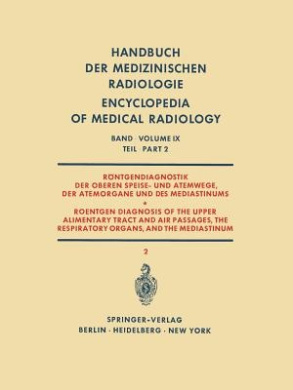 HANDBUCH
DER MEDIZINISCHEN
RADIOLOGIE
ENCYCLOPEDIA
OF MEDICAL RADIOLOGY
BAND · VOLUME IX
TEIL · PART 2
RÖNTGENDIAGNOSTIK
DER OBEREN SPEISE- UND ATEMWEGE,
DER ATEMORGANE UND DES MEDIASTINUMS
*
ROENTGEN DIAGNOSIS OF THE UPPER
ALIMENTARY TRACT AND AIR PASSAGES, THE
RESPIRATORY ORGANS, AND THE MEDIASTINUM
2
SPRINGER-VERLAG
BERLIN · HEIDELBERG · NEW YORK